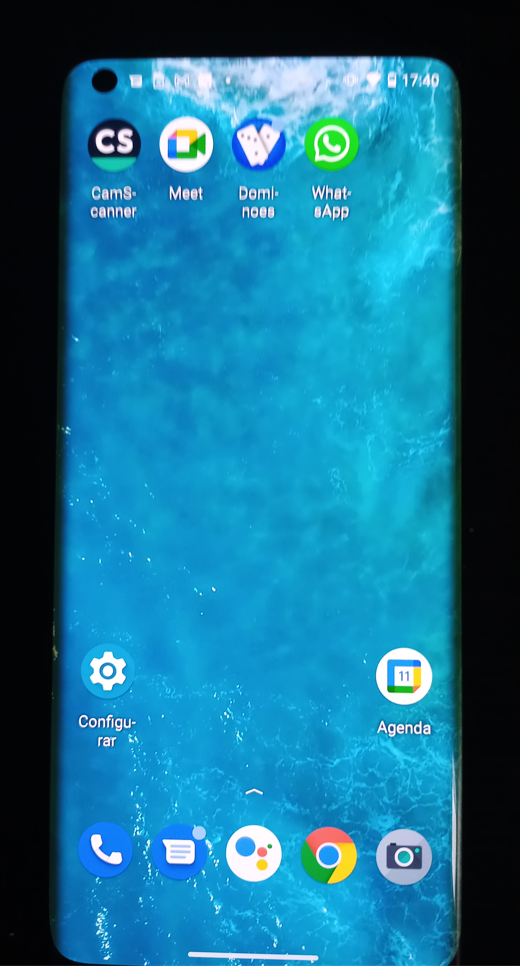 17:40
CS
CamS-
canner
Meet
Domi-
noes
What-
sApp
Configu-
rar
11
Agenda